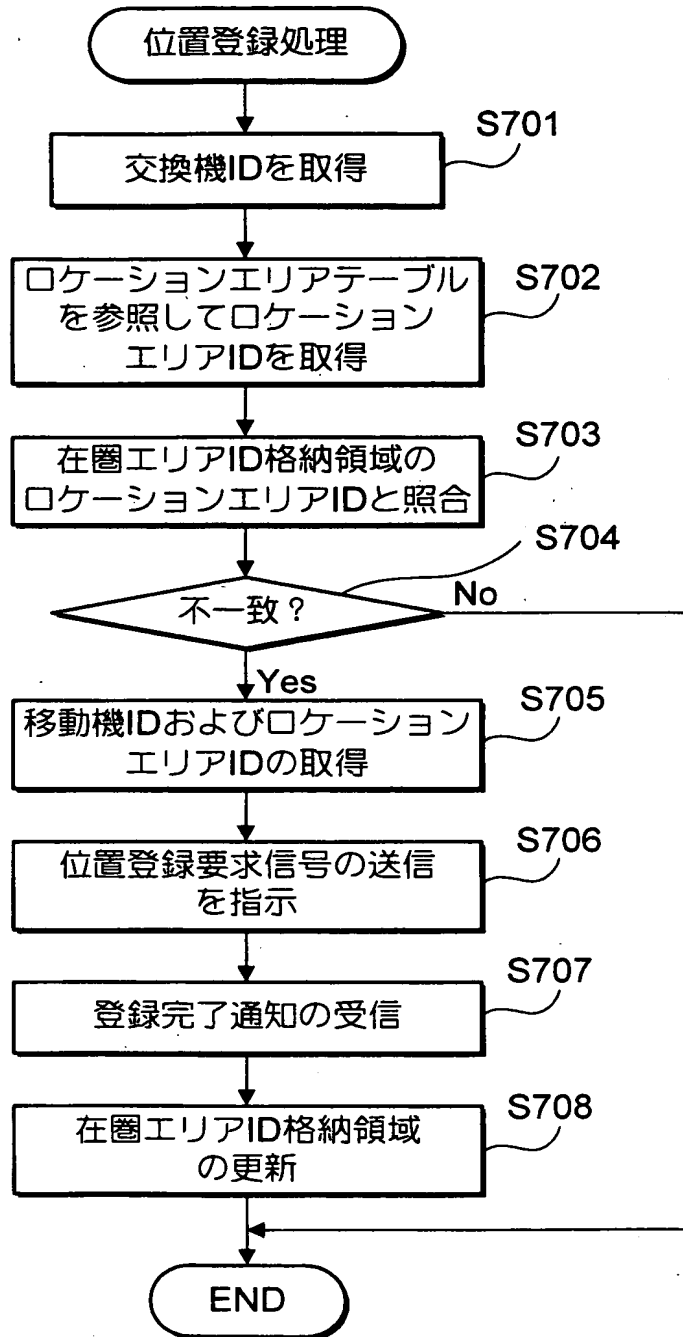 位置登録処理
S701
交換機IDを取得
S702
ロケーションエリアテーブル
を参照してロケーション
エリアIDを取得
S703
在圏エリアID格納領域の
ロケーションエリアIDと照合
S704
不一致？
No
Yes
S705
移動機IDおよびロケーション
エリアIDの取得
S706
位置登録要求信号の送信
を指示
S707
登録完了通知の受信
S708
在圏エリアID格納領域
の更新
END